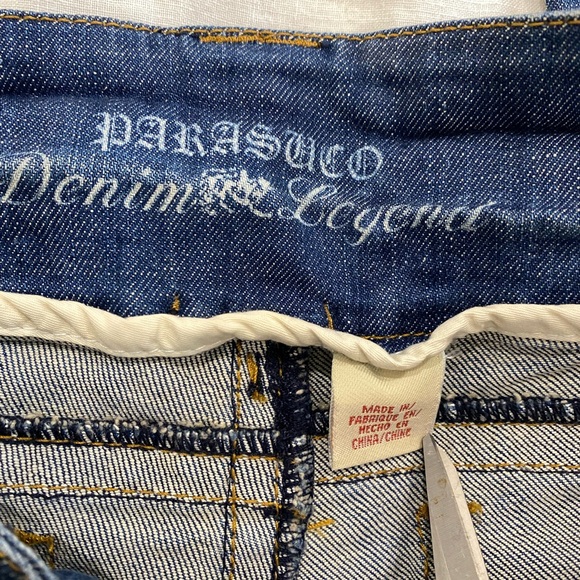 PARASUCO
Denim Legend
MADE IN/
FABRIQUE EN/
HECHO EN
CHINA/CHINE